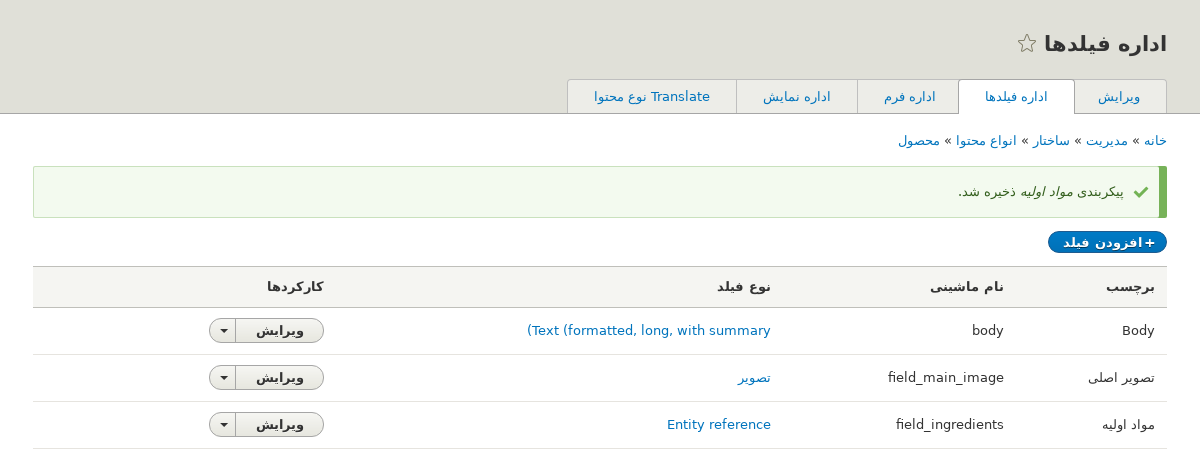 اداره فیلدها
ویرایش
اداره فیلدها
اداره فرم
اداره نمایش
Translate نوع محتوا
خانه » مدیریت » ساختار » انواع محتوا » محصول
پیکربندی مواد اولیه ذخیره شد.
+ افزودن فیلد
برچسب نام ماشینی نوع فیلد کارکردها
Body body Text (formatted, long, with summary) ویرایش
تصویر اصلی field_main_image تصویر ویرایش
مواد اولیه field_ingredients Entity reference ویرایش